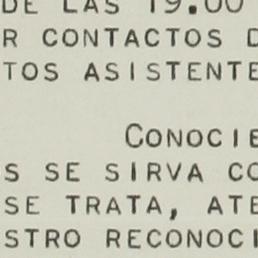 DE LAS 19.00
R CONTACTOS D
TOS ASISTENTE
CONOCIE
S SE SIRVA CO
SE TRATA, ATE
STRO RECONOCI